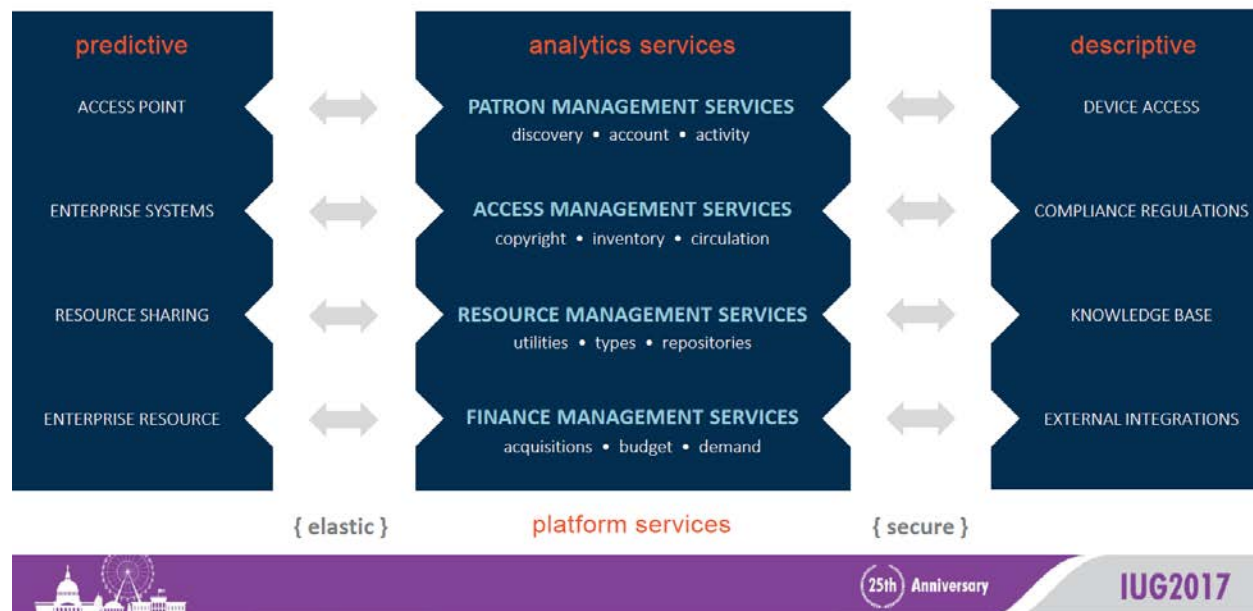 predictive
analytics services
descriptive
ACCESS POINT
PATRON MANAGEMENT SERVICES
discovery • account • activity
DEVICE ACCESS
ENTERPRISE SYSTEMS
ACCESS MANAGEMENT SERVICES
copyright • inventory • circulation
COMPLIANCE REGULATIONS
RESOURCE SHARING
RESOURCE MANAGEMENT SERVICES
utilities • types • repositories
KNOWLEDGE BASE
ENTERPRISE RESOURCE
FINANCE MANAGEMENT SERVICES
acquisitions • budget • demand
EXTERNAL INTEGRATIONS
{ elastic }
platform services
{ secure }
25th Anniversary
IUG2017